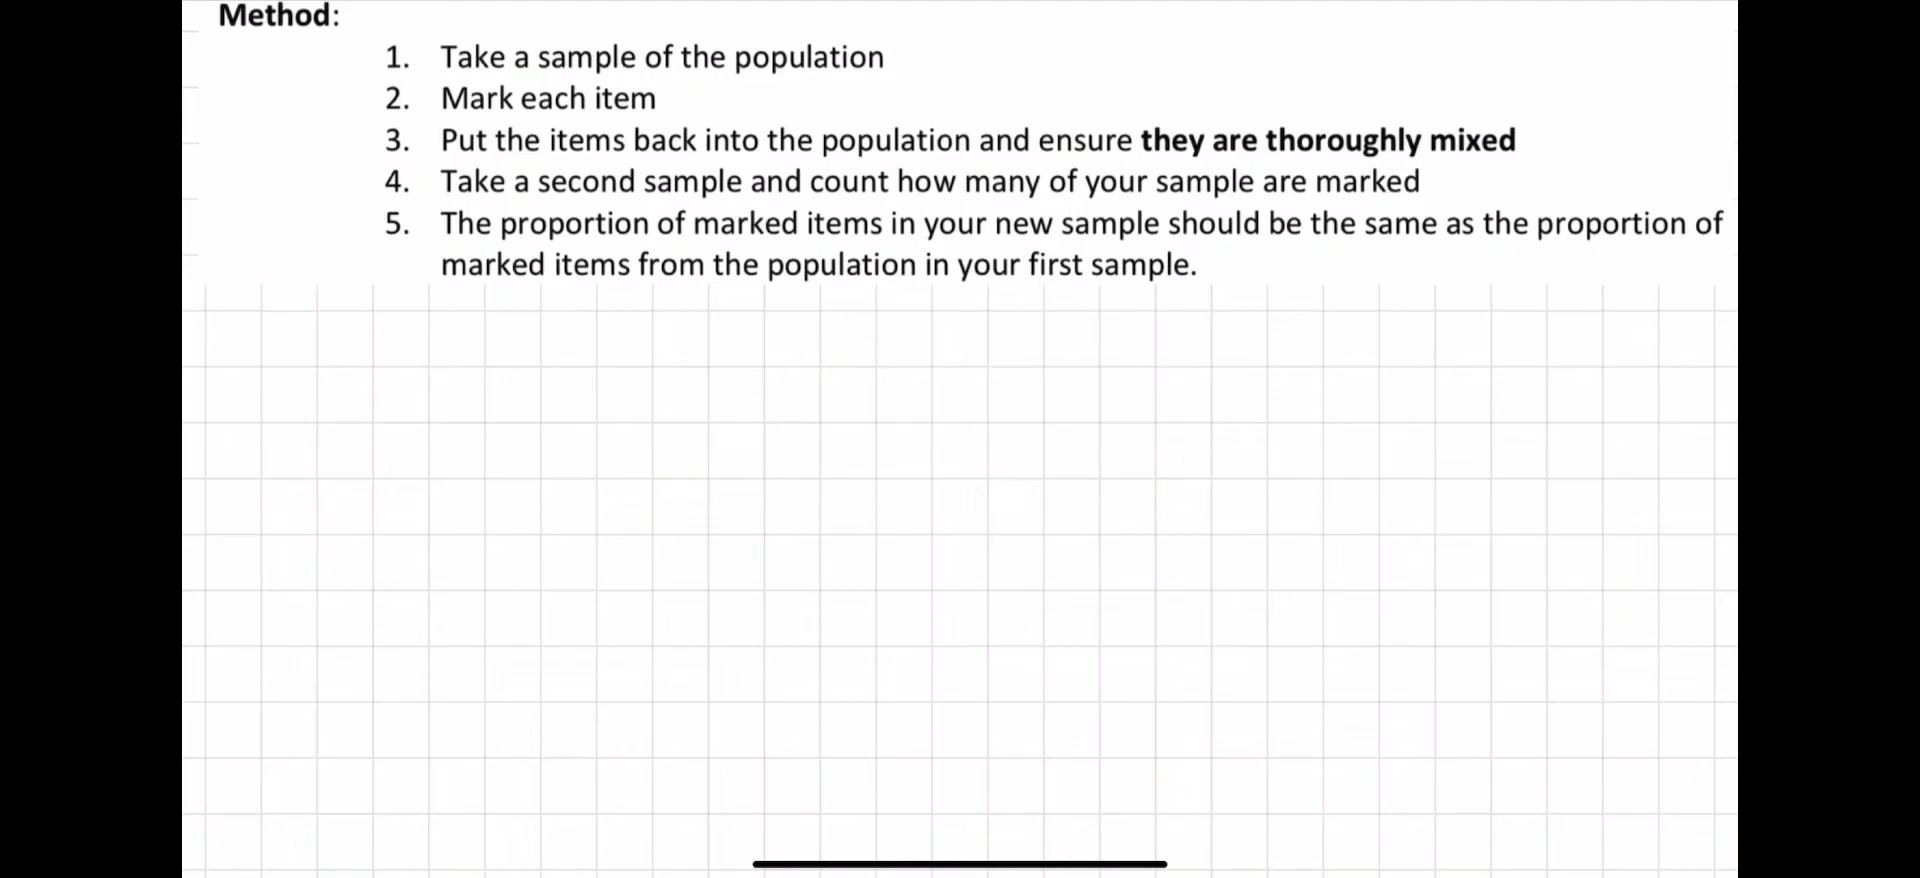 Method:
1. Take a sample of the population
2. Mark each item
3. Put the items back into the population and ensure they are thoroughly mixed
4. Take a second sample and count how many of your sample are marked
5. The proportion of marked items in your new sample should be the same as the proportion of
marked items from the population in your first sample.